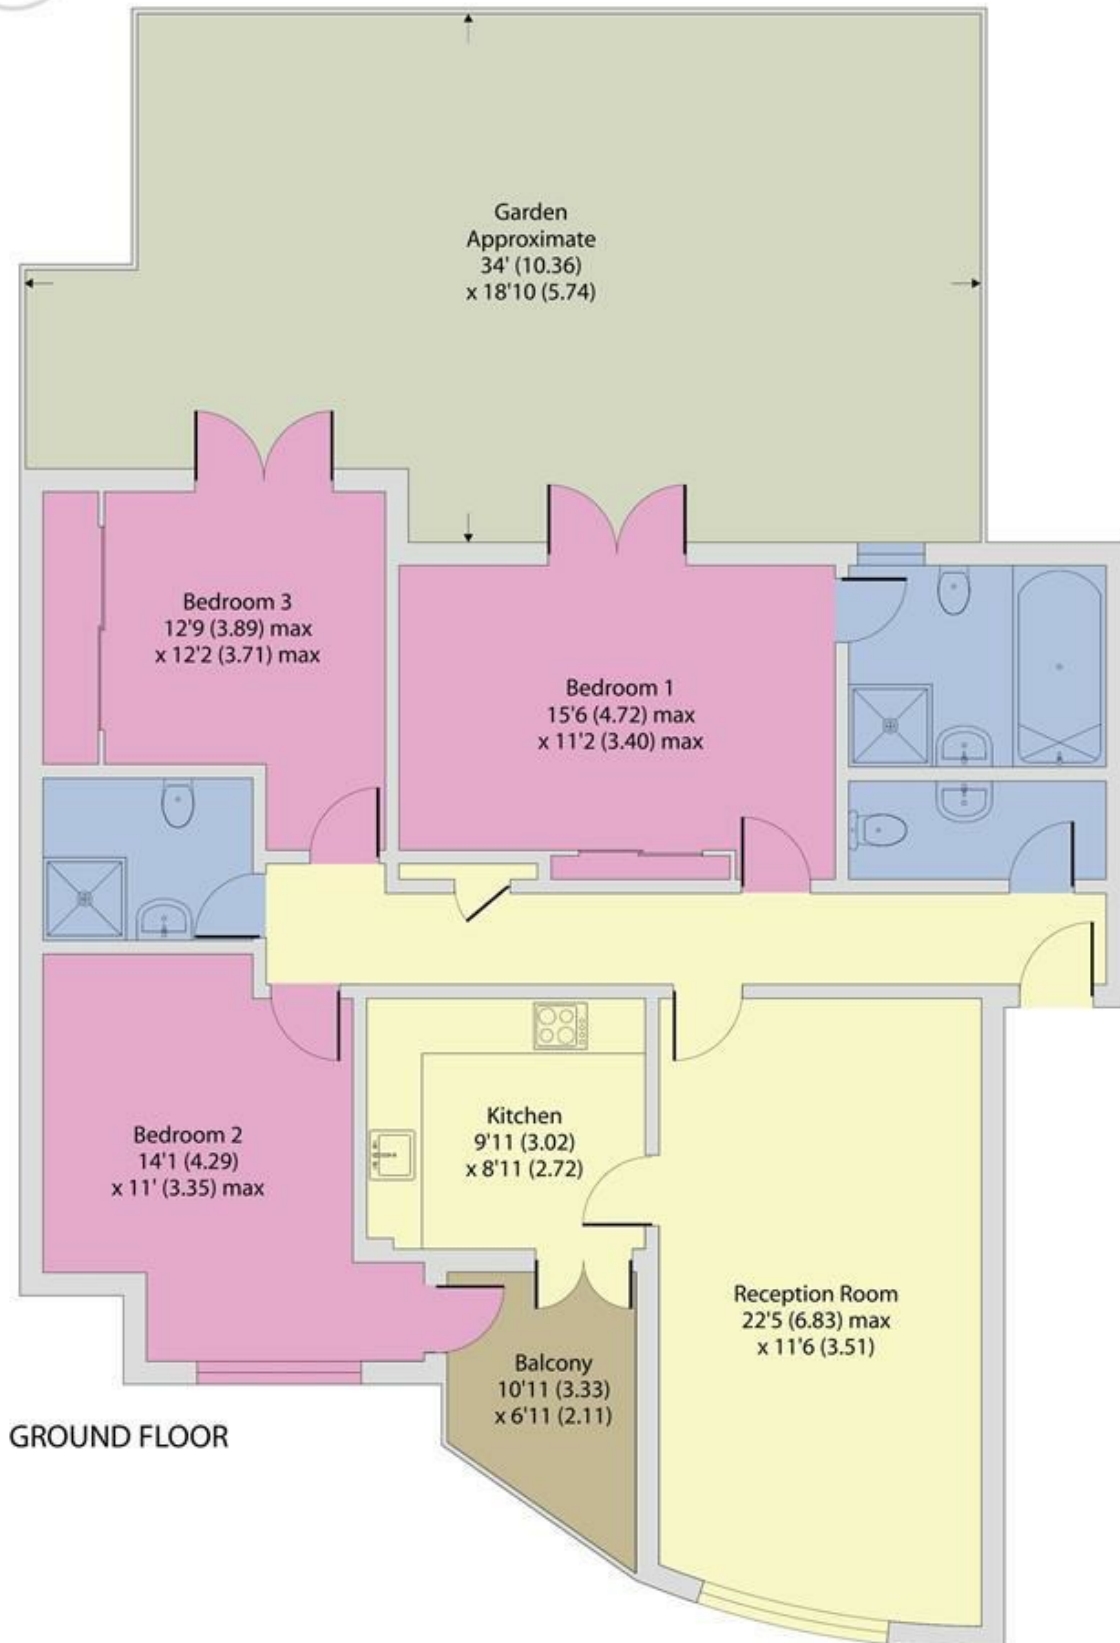 Garden
Approximate
34' (10.36)
x 18'10 (5.74)
Bedroom 3
12'9 (3.89) max
x 12'2 (3.71) max
Bedroom 1
15'6 (4.72) max
x 11'2 (3.40) max
Bedroom 2
14'1 (4.29)
x 11' (3.35) max
Kitchen
9'11 (3.02)
x 8'11 (2.72)
Reception Room
22'5 (6.83) max
x 11'6 (3.51)
Balcony
10'11 (3.33)
x 6'11 (2.11)
GROUND FLOOR